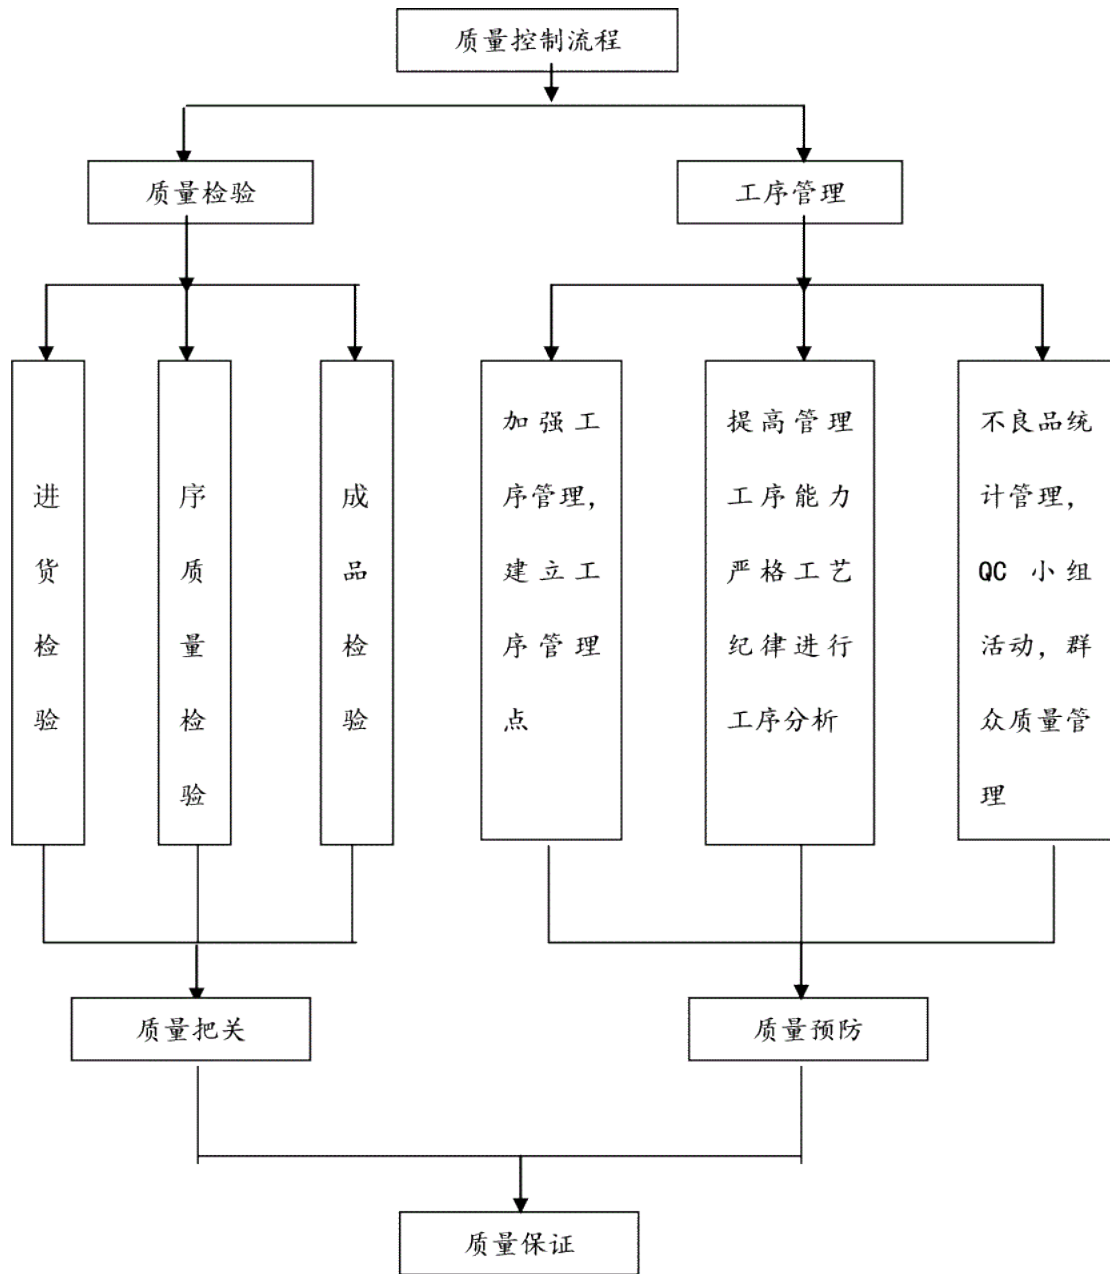 质量控制流程
质量检验
工序管理
进货检验
序质量检验
成品检验
加强工
序管理，
建立工
序管理
点
提高管理
工序能力
严格工艺
纪律进行
工序分析
不良品统
计管理，
QC 小组
活动，群
众质量管
理
质量把关
质量预防
质量保证